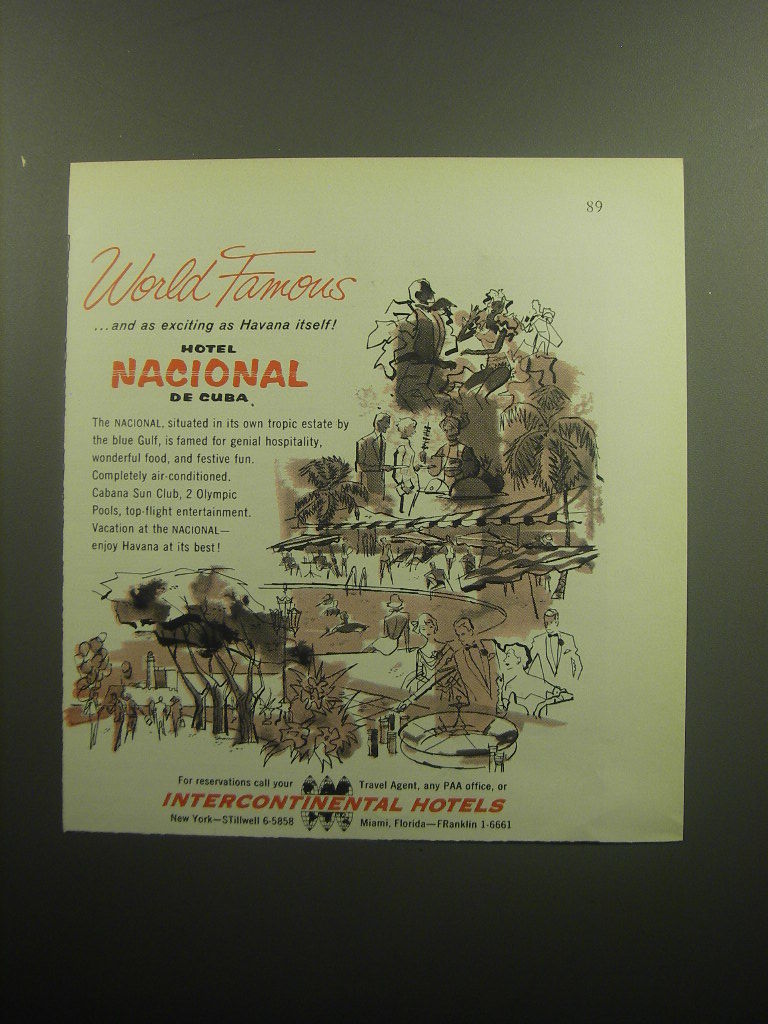 89
World Famous
...and as exciting as Havana itself!
HOTEL
NACIONAL
DE CUBA
The NACIONAL, situated in its own tropic estate by
the blue Gulf, is famed for genial hospitality,
wonderful food, and festive fun.
Completely air-conditioned.
Cabana Sun Club, 2 Olympic
Pools, top-flight entertainment.
Vacation at the NACIONAL—
enjoy Havana at its best!
For reservations call your Travel Agent, any PAA office, or
INTERCONTINENTAL HOTELS
New York—STillwell 6-5858 Miami, Florida—FRanklin 1-6661